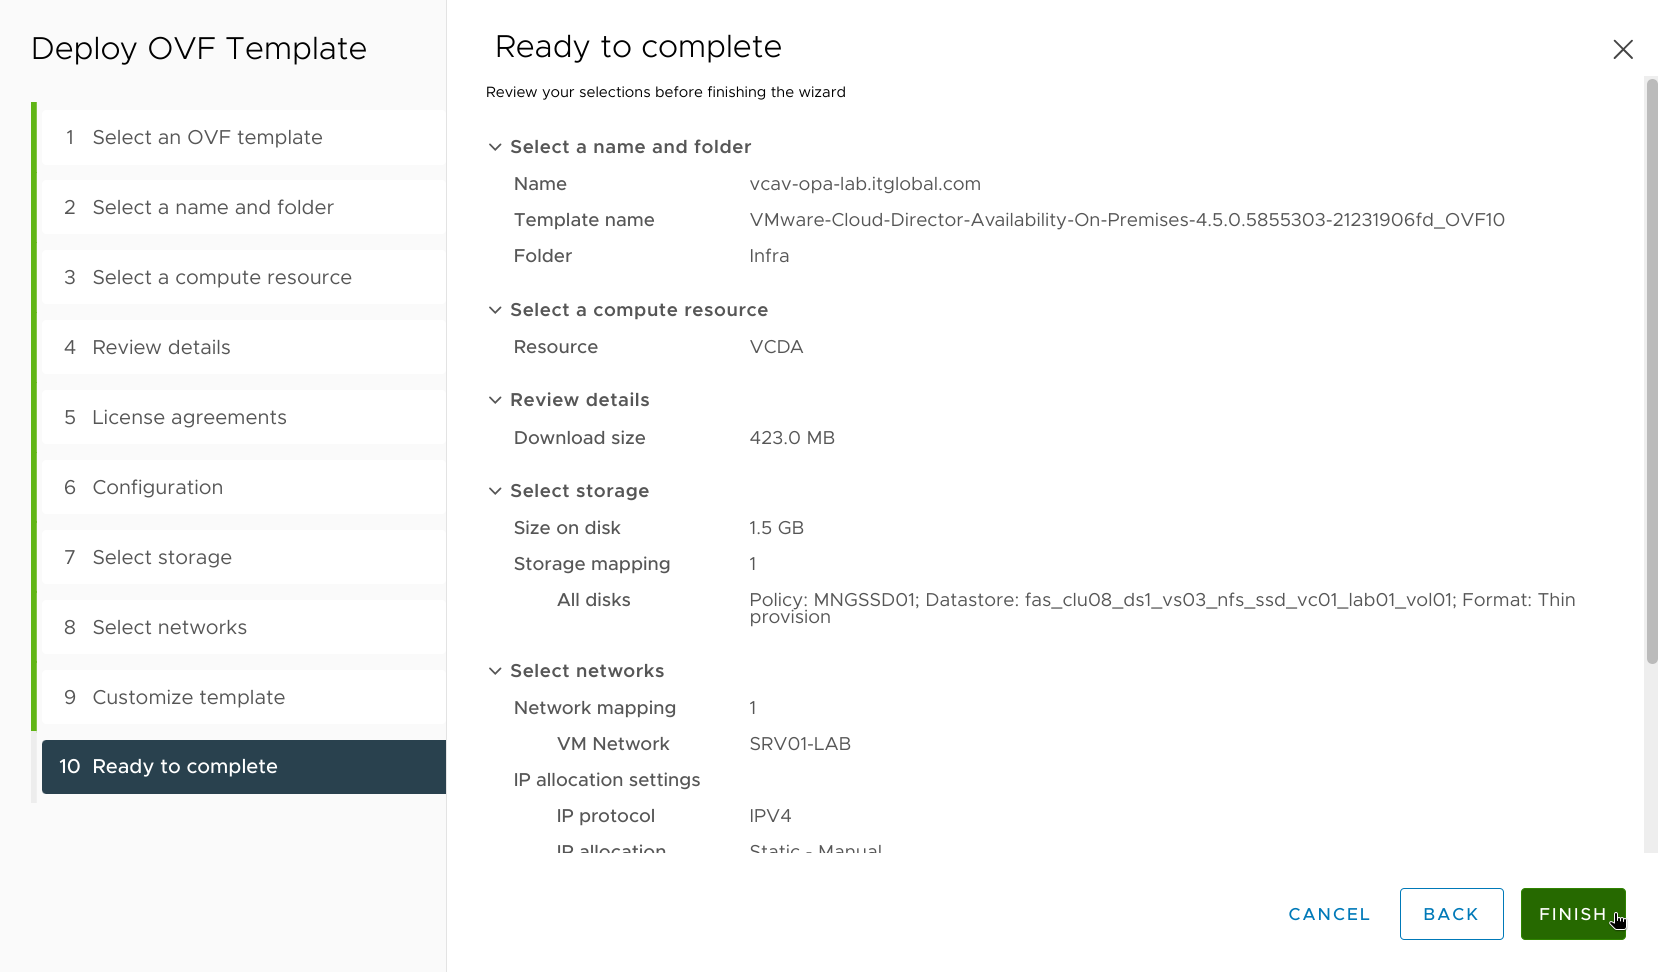 Deploy OVF Template
1 Select an OVF template
2 Select a name and folder
3 Select a compute resource
4 Review details
5 License agreements
6 Configuration
7 Select storage
8 Select networks
9 Customize template
10 Ready to complete
Ready to complete
Review your selections before finishing the wizard
Select a name and folder
Name vcav-opa-lab.itglobal.com
Template name VMware-Cloud-Director-Availability-On-Premises-4.5.0.5855303-21231906fd_OVF10
Folder Infra
Select a compute resource
Resource VCDA
Review details
Download size 423.0 MB
Select storage
Size on disk 1.5 GB
Storage mapping 1
All disks Policy: MNGSSD01; Datastore: fas_clu08_ds1_vs03_nfs_ssd_vc01_lab01_vol01; Format: Thin
provision
Select networks
Network mapping 1
VM Network SRV01-LAB
IP allocation settings
IP protocol IPV4
IP allocation Static - Manual
CANCEL BACK FINISH